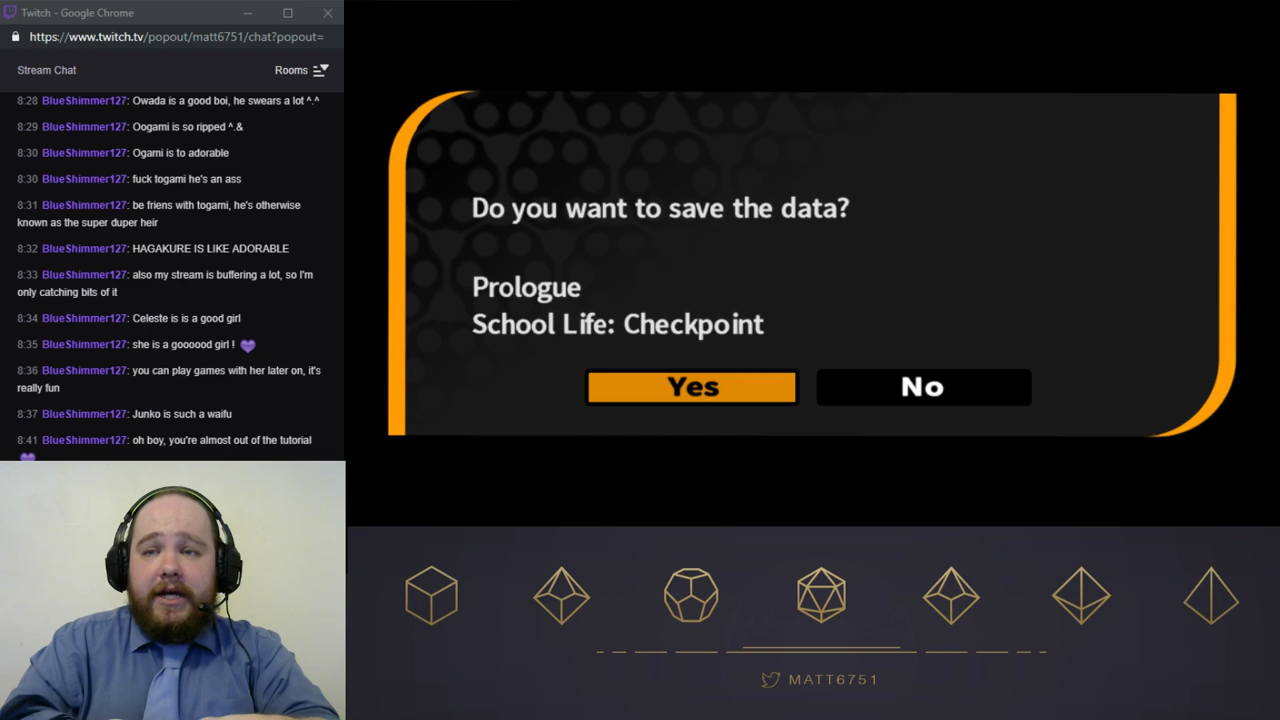 Twitch - Google Chrome
https://www.twitch.tv/popout/matt6751/chat?popout=
Stream Chat
Rooms
8:28 BlueShimmer127: Owada is a good boi, he swears a lot ^.^
8:29 BlueShimmer127: Oogami is so ripped ^.&
8:30 BlueShimmer127: Ogami is to adorable
8:30 BlueShimmer127: fuck togami he's an ass
8:31 BlueShimmer127: be friens with togami, he's otherwise
known as the super duper heir
8:32 BlueShimmer127: HAGAKURE IS LIKE ADORABLE
8:33 BlueShimmer127: also my stream is buffering a lot, so I'm
only catching bits of it
8:34 BlueShimmer127: Celeste is is a good girl
8:35 BlueShimmer127: she is a goooood girl !
8:36 BlueShimmer127: you can play games with her later on, it's
really fun
8:37 BlueShimmer127: Junko is such a waifu
8:41 BlueShimmer127: oh boy, you're almost out of the tutorial
Do you want to save the data?
Prologue
School Life: Checkpoint
Yes
No
MATT6751